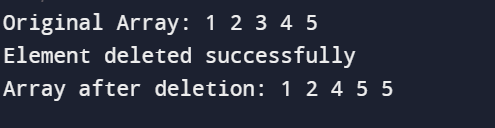 Original Array: 1 2 3 4 5
Element deleted successfully
Array after deletion: 1 2 4 5 5